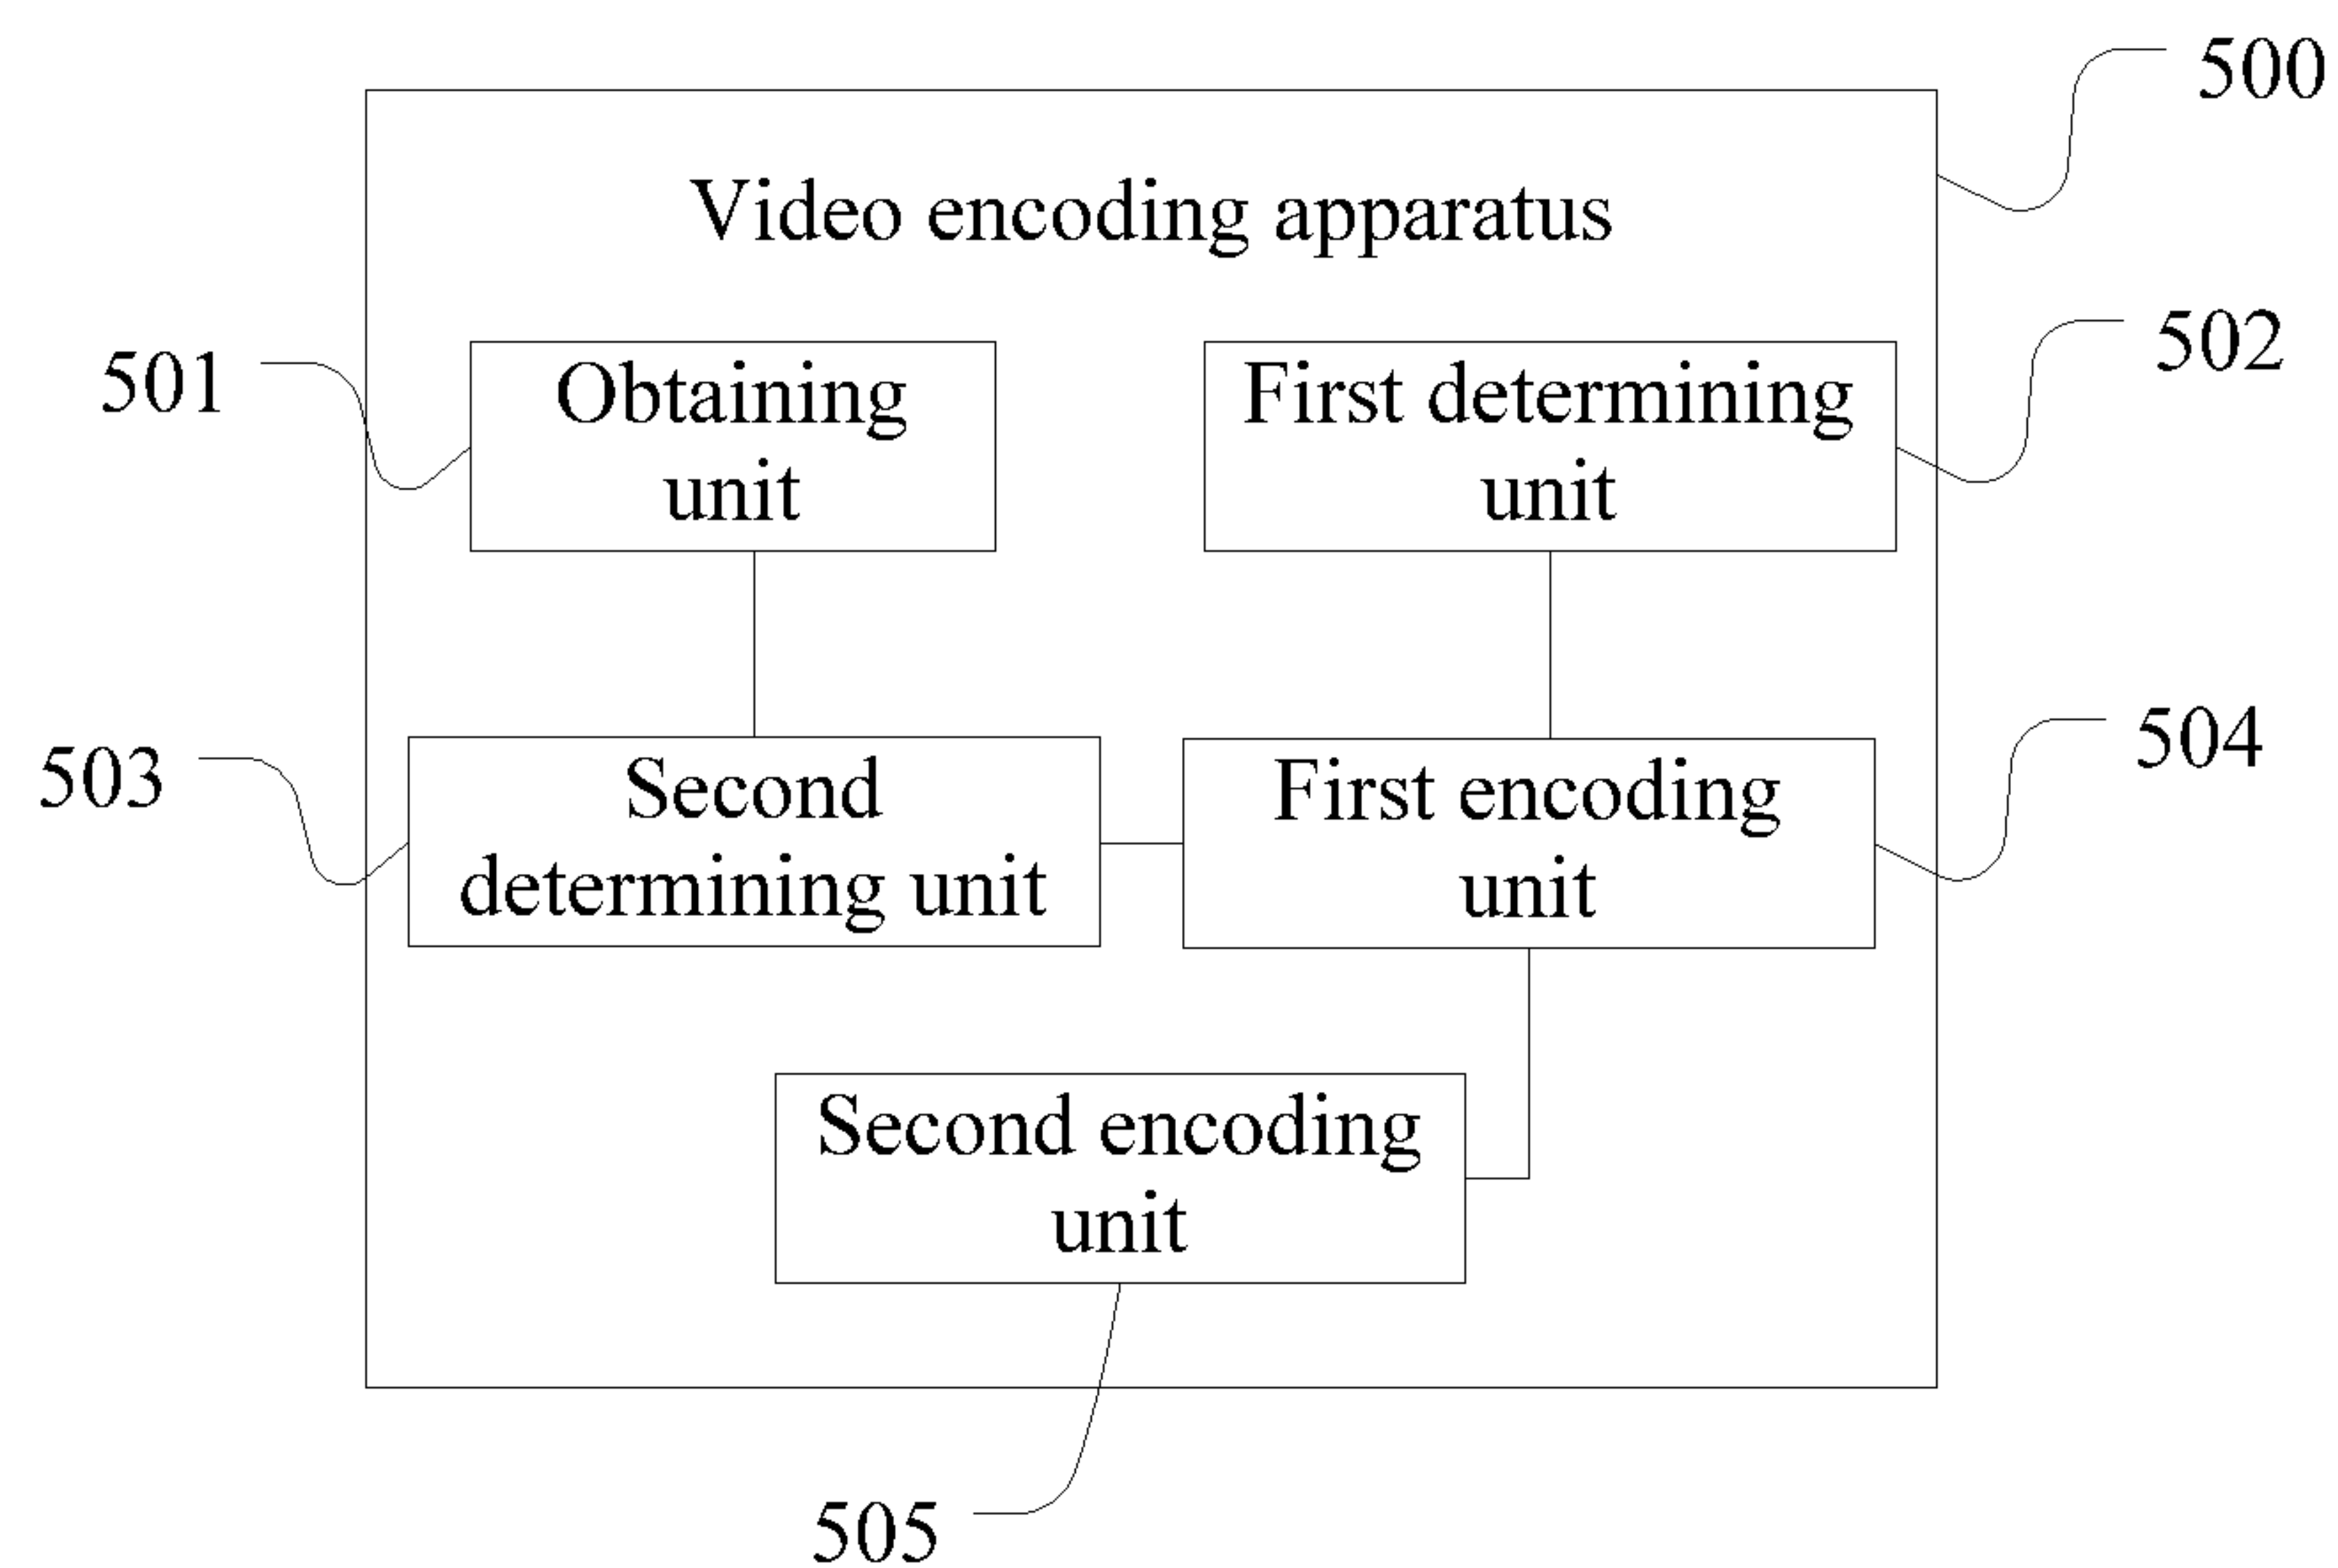 500
Video encoding apparatus
501
Obtaining
unit
First determining
unit
502
503
Second
determining unit
First encoding
unit
504
Second encoding
unit
505